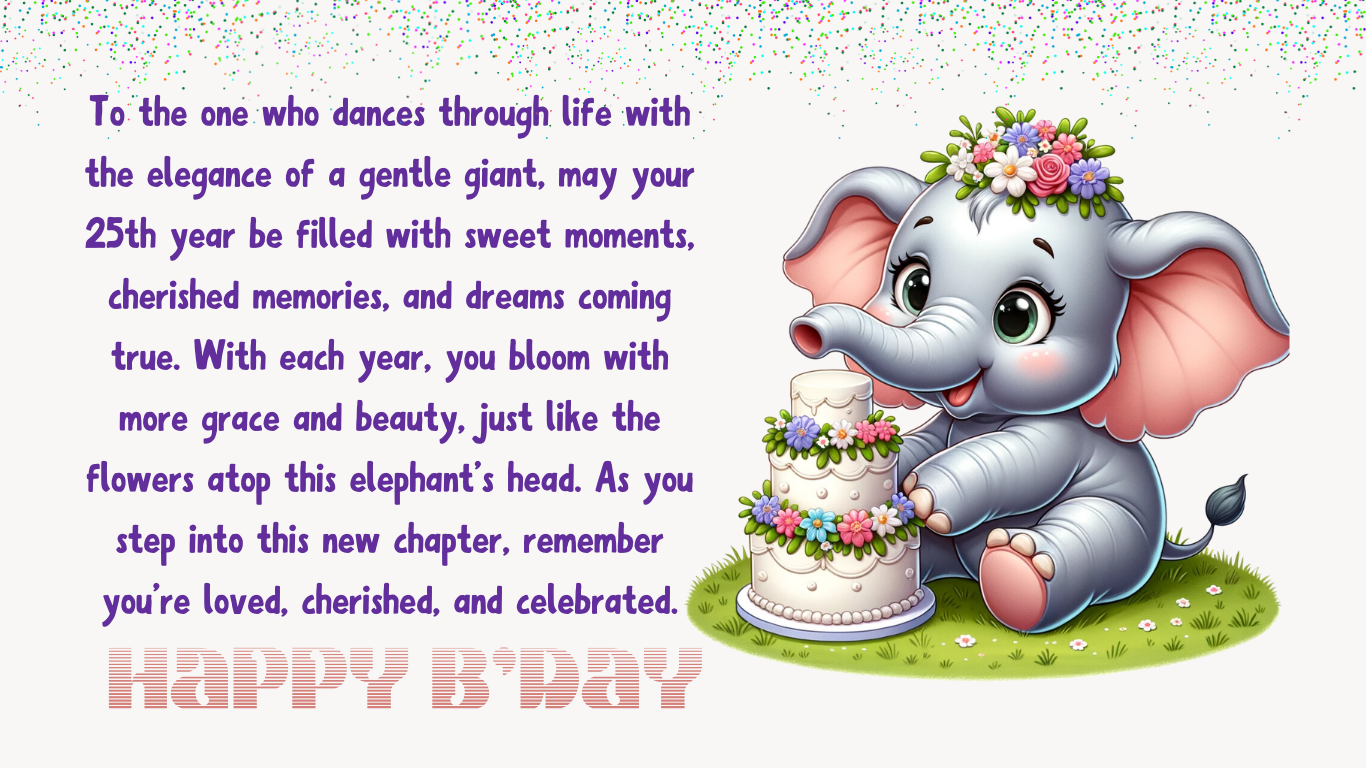 To the one who dances through life with
the elegance of a gentle giant, may your
25th year be filled with sweet moments,
cherished memories, and dreams coming
true. With each year, you bloom with
more grace and beauty, just like the
flowers atop this elephant's head. As you
step into this new chapter, remember
you're loved, cherished, and celebrated.
HaPPY B'DaY